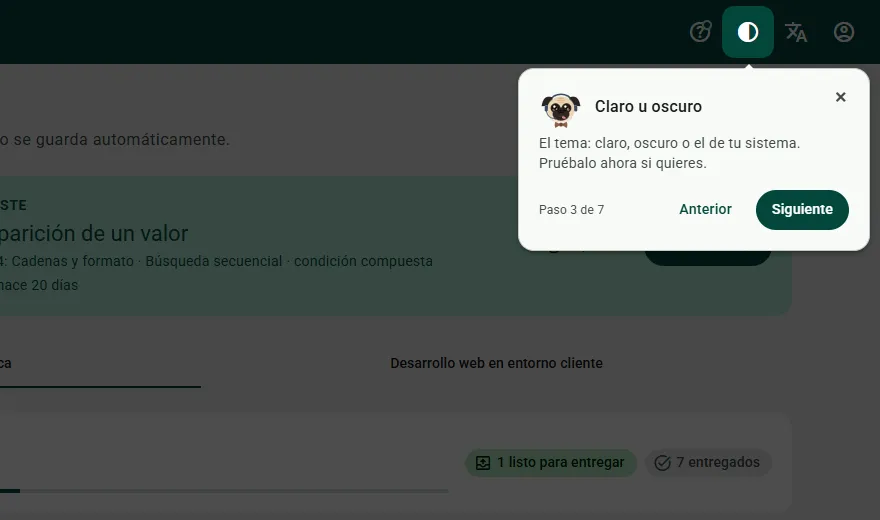 Claro u oscuro
El tema: claro, oscuro o el de tu sistema.
Pruébalo ahora si quieres.
Paso 3 de 7
Anterior
Siguiente
o se guarda automáticamente.
STE
parición de un valor
4: Cadenas y formato · Búsqueda secuencial · condición compuesta
hace 20 días
ca
Desarrollo web en entorno cliente
1 listo para entregar
7 entregados